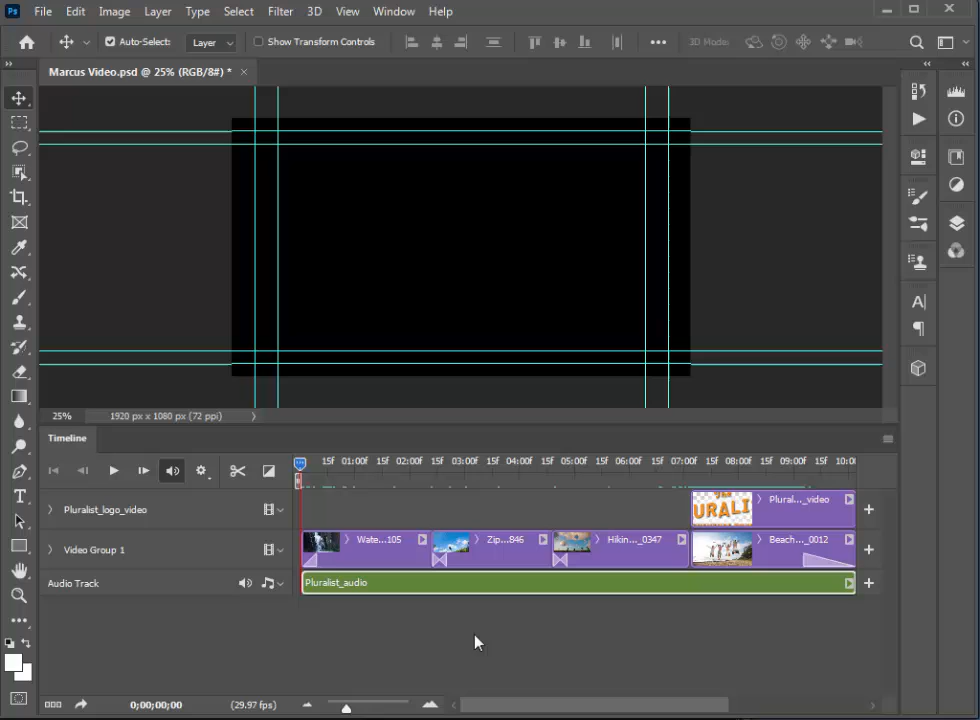 Ps File Edit Image Layer Type Select Filter 3D View Window Help
Auto-Select: Layer Show Transform Controls 3D Mode:
Marcus Video.psd @ 25% (RGB/8#) *
25% 1920 px x 1080 px (72 ppi)
Timeline
15f 01:00f 15f 02:00f 15f 03:00f 15f 04:00f 15f 05:00f 15f 06:00f 15f 07:00f 15f 08:00f 15f 09:00f 15f 10:0
Pluralist_logo_video
URALI
Plural..._video
Video Group 1
Wate...105
Zip...846
Hikin..._0347
Beach..._0012
Audio Track
Pluralist_audio
0;00;00;00 (29.97 fps)